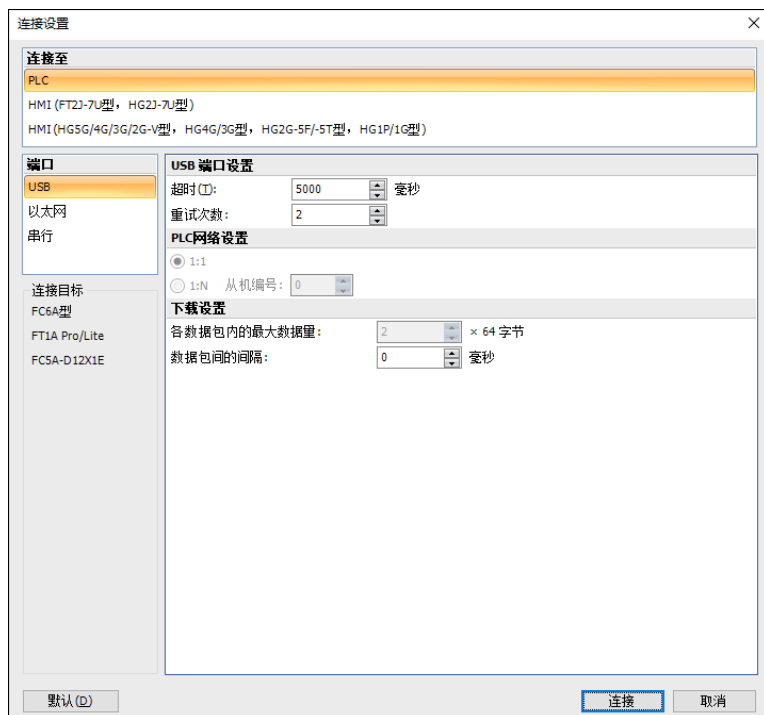 连接设置
连接至
PLC
HMI (FT2J-7U型，HG2J-7U型)
HMI (HG5G/4G/3G/2G-V型，HG4G/3G型，HG2G-5F/-5T型，HG1P/1G型)
端口
USB
以太网
串行
连接目标
FC6A型
FT1A Pro/Lite
FC5A-D12X1E
USB 端口设置
超时(T): 5000 毫秒
重试次数: 2
PLC网络设置
1:1
1:N 从机编号: 0
下载设置
各数据包内的最大数据量: 2 × 64 字节
数据包间的间隔: 0 毫秒
默认(D) 连接 取消